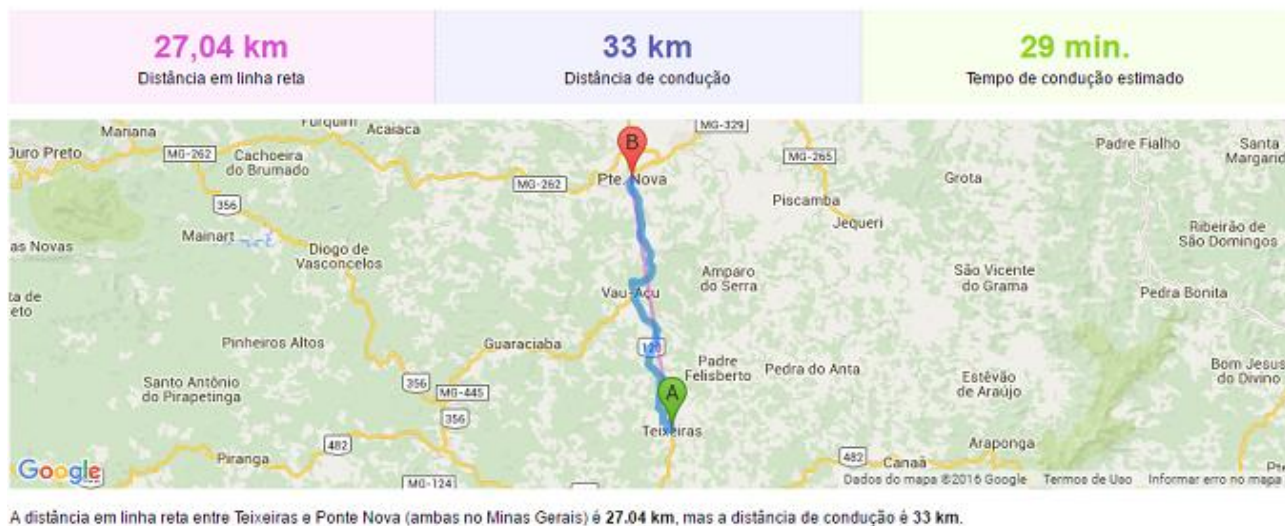 27,04 km
Distância em linha reta
33 km
Distância de condução
29 min.
Tempo de condução estimado
Mariana
Furquim
Acaiaca
MG-329
Padre Fialho
Santa
Margarid
Ouro Preto
MG-262
Cachoeira
do Brumado
B
MG-265
MG-262
Pte. Nova
Grota
356
Piscamba
Jequeri
Mainart
as Novas
Diogo de
Vasconcelos
Ribeirão de
São Domingos
Amparo
do Serra
São Vicente
do Grama
Vau-Açu
Pedra Bonita
ta de
eto
Pinheiros Altos
Guaraciaba
120
Padre
Felisberto
Pedra do Anta
Bom Jesus
do Divino
Santo Antônio
do Pirapetinga
356
MG-445
A
Estêvão
de Araújo
356
Teixeiras
482
Araponga
Piranga
482
Canaã
Google
MG-124
Dados do mapa ©2016 Google
Termos de Uso
Informar erro no mapa
A distância em linha reta entre Teixeiras e Ponte Nova (ambas no Minas Gerais) é 27.04 km, mas a distância de condução é 33 km.